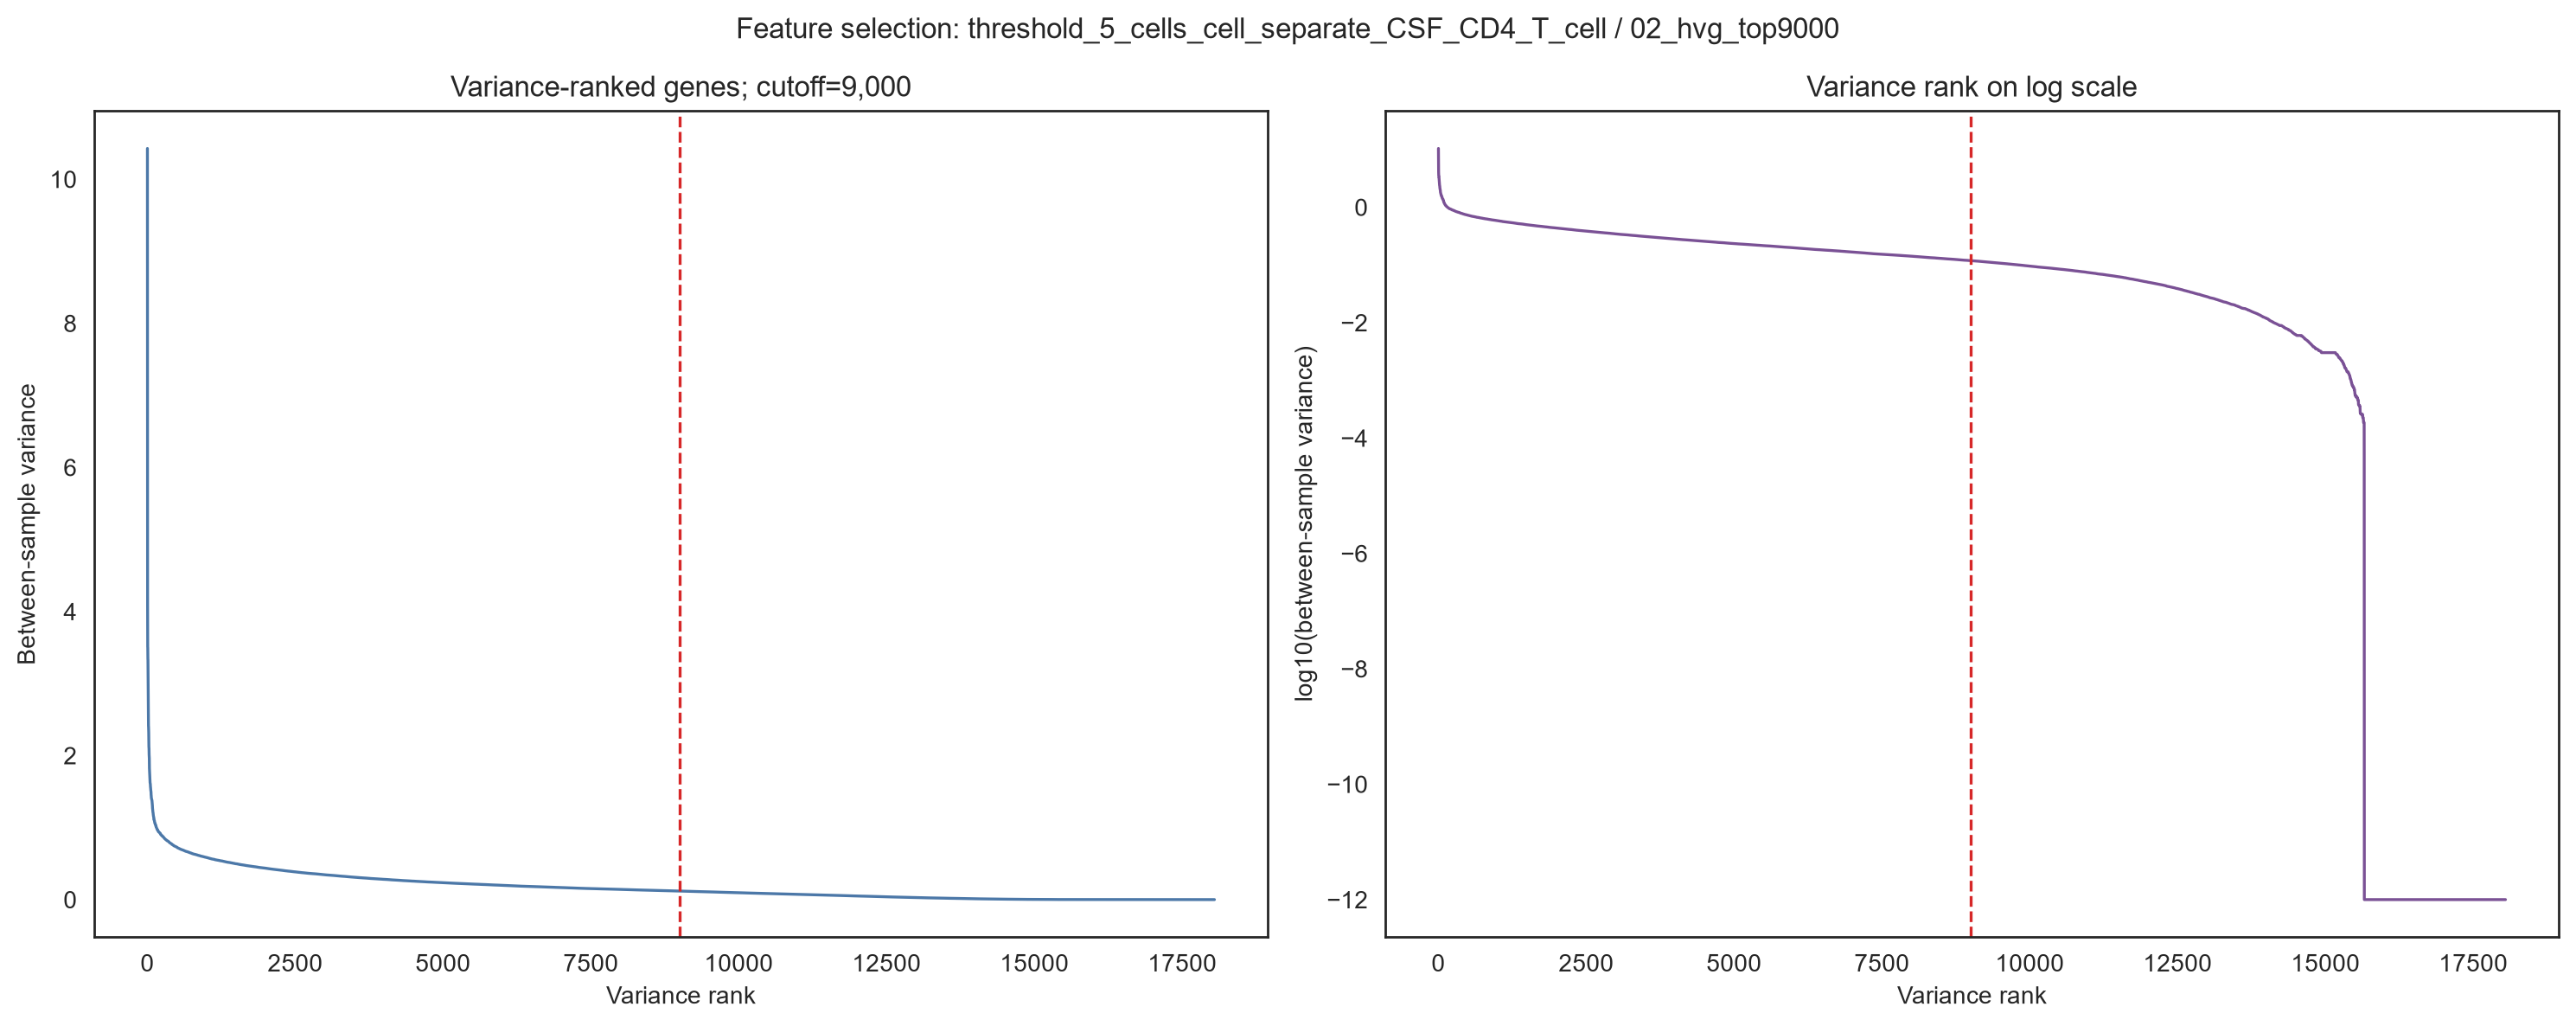 Feature selection: threshold_5_cells_cell_separate_CSF_CD4_T_cell / 02_hvg_top9000
Variance-ranked genes; cutoff=9,000
Between-sample variance
10
8
6
4
2
0
0 2500 5000 7500 10000 12500 15000 17500
Variance rank
Variance rank on log scale
log10(between-sample variance)
0
−2
−4
−6
−8
−10
−12
0 2500 5000 7500 10000 12500 15000 17500
Variance rank